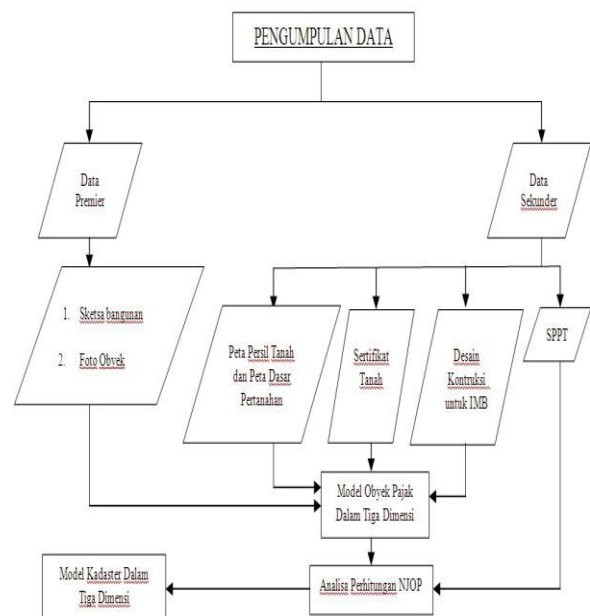 PENGUMPULAN DATA
Data
Premier
Data
Sekunder
1. Sketsa bangunan
2. Foto Obyek
Peta Persil Tanah
dan Peta Dasar
Pertanahan
Sertifikat
Tanah
Desain
Kontruksi
untuk IMB
SPPT
Model Obyek Pajak
Dalam Tiga Dimensi
Model Kadaster Dalam
Tiga Dimensi
Analisa Perhitungan NJOP